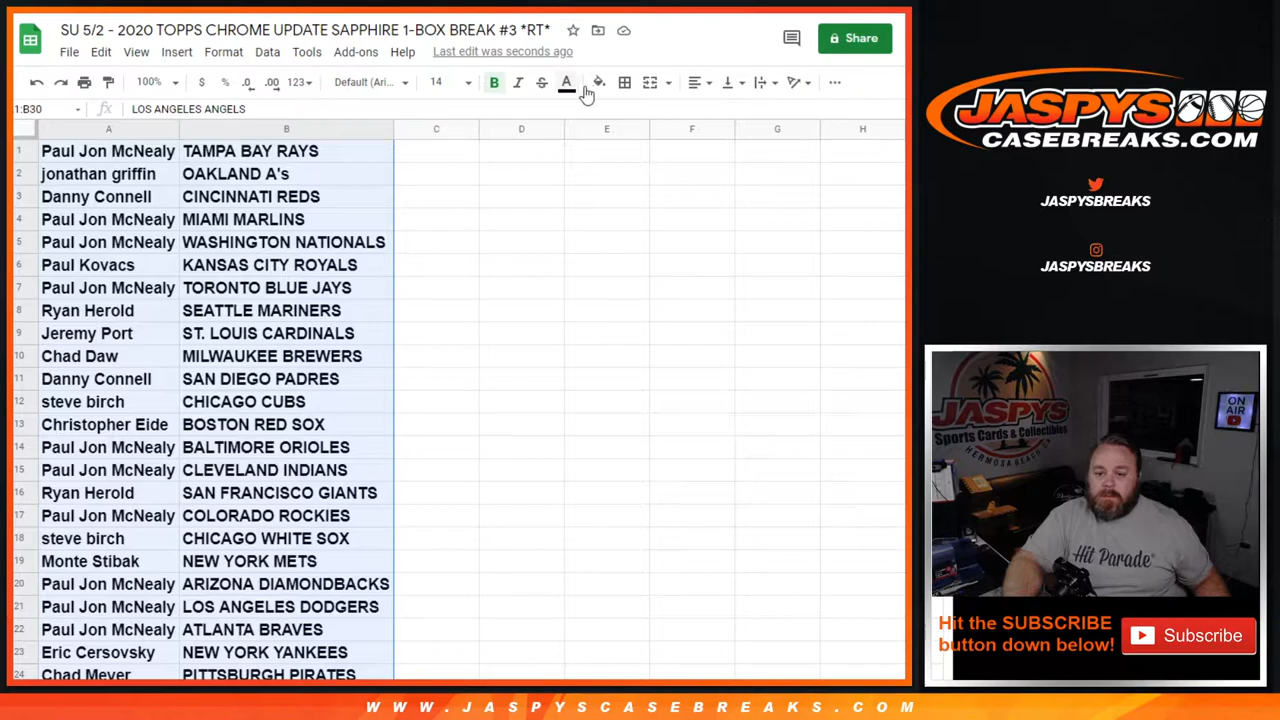 SU 5/2 - 2020 TOPPS CHROME UPDATE SAPPHIRE 1-BOX BREAK #3 *RT*
File Edit View Insert Format Data Tools Add-ons Help Last edit was seconds ago
Share
100% $ % .0 .00 123 Default (Ari... 14 B I S A
1:B30 fx LOS ANGELES ANGELS
A B C D E F G H
1 Paul Jon McNealy TAMPA BAY RAYS
2 jonathan griffin OAKLAND A's
3 Danny Connell CINCINNATI REDS
4 Paul Jon McNealy MIAMI MARLINS
5 Paul Jon McNealy WASHINGTON NATIONALS
6 Paul Kovacs KANSAS CITY ROYALS
7 Paul Jon McNealy TORONTO BLUE JAYS
8 Ryan Herold SEATTLE MARINERS
9 Jeremy Port ST. LOUIS CARDINALS
10 Chad Daw MILWAUKEE BREWERS
11 Danny Connell SAN DIEGO PADRES
12 steve birch CHICAGO CUBS
13 Christopher Eide BOSTON RED SOX
14 Paul Jon McNealy BALTIMORE ORIOLES
15 Paul Jon McNealy CLEVELAND INDIANS
16 Ryan Herold SAN FRANCISCO GIANTS
17 Paul Jon McNealy COLORADO ROCKIES
18 steve birch CHICAGO WHITE SOX
19 Monte Stibak NEW YORK METS
20 Paul Jon McNealy ARIZONA DIAMONDBACKS
21 Paul Jon McNealy LOS ANGELES DODGERS
22 Paul Jon McNealy ATLANTA BRAVES
23 Eric Cersovsky NEW YORK YANKEES
24 Chad Meyer PITTSBURGH PIRATES
JASPYS
CASEBREAKS.COM
JASPYSBREAKS
JASPYSBREAKS
JASPYS
Sports Cards & Collectibles
HERMOSA BEACH
ON AIR
Hit Parade
Hit the SUBSCRIBE
button down below!
Subscribe
WWW.JASPYSCASEBREAKS.COM